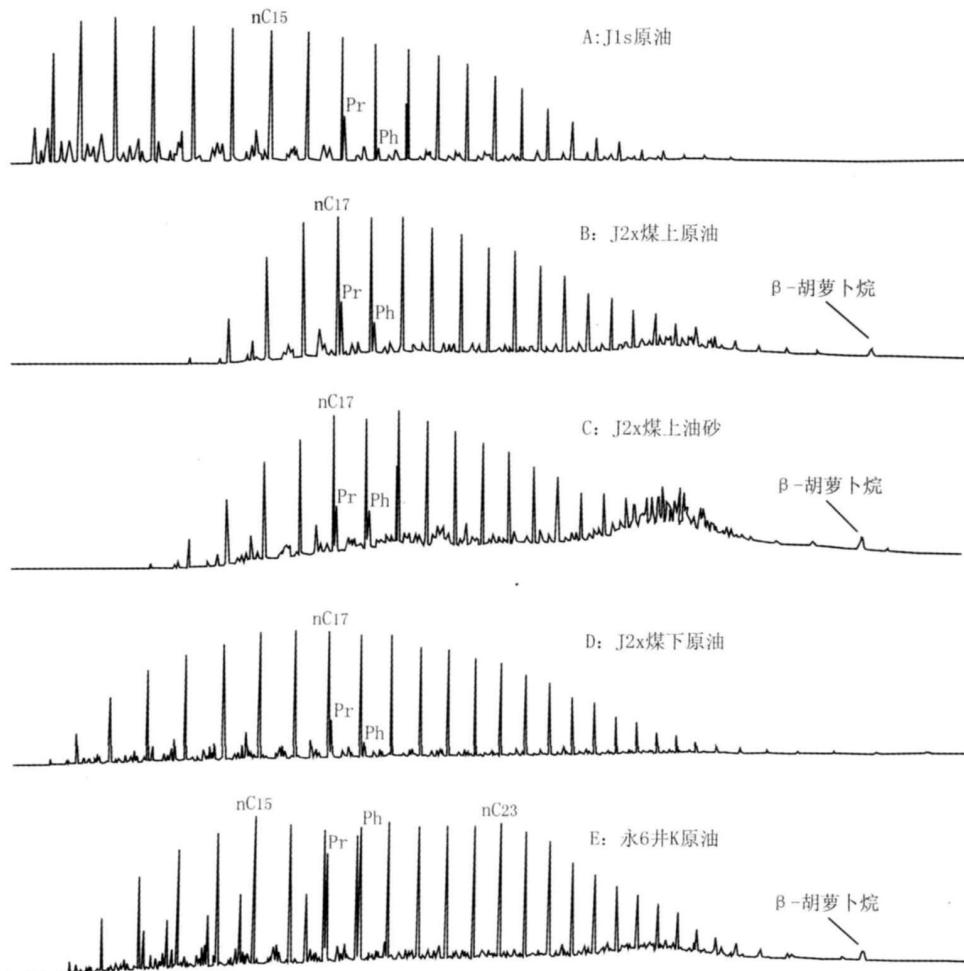 nC15
A:J1s原油
Pr
Ph
nC17
B: J2x煤上原油
Pr
Ph
β-胡萝卜烷
nC17
C: J2x煤上油砂
Pr
Ph
β-胡萝卜烷
nC17
D: J2x煤下原油
Pr
Ph
nC15
Ph
nC23
Pr
E: 永6井K原油
β-胡萝卜烷